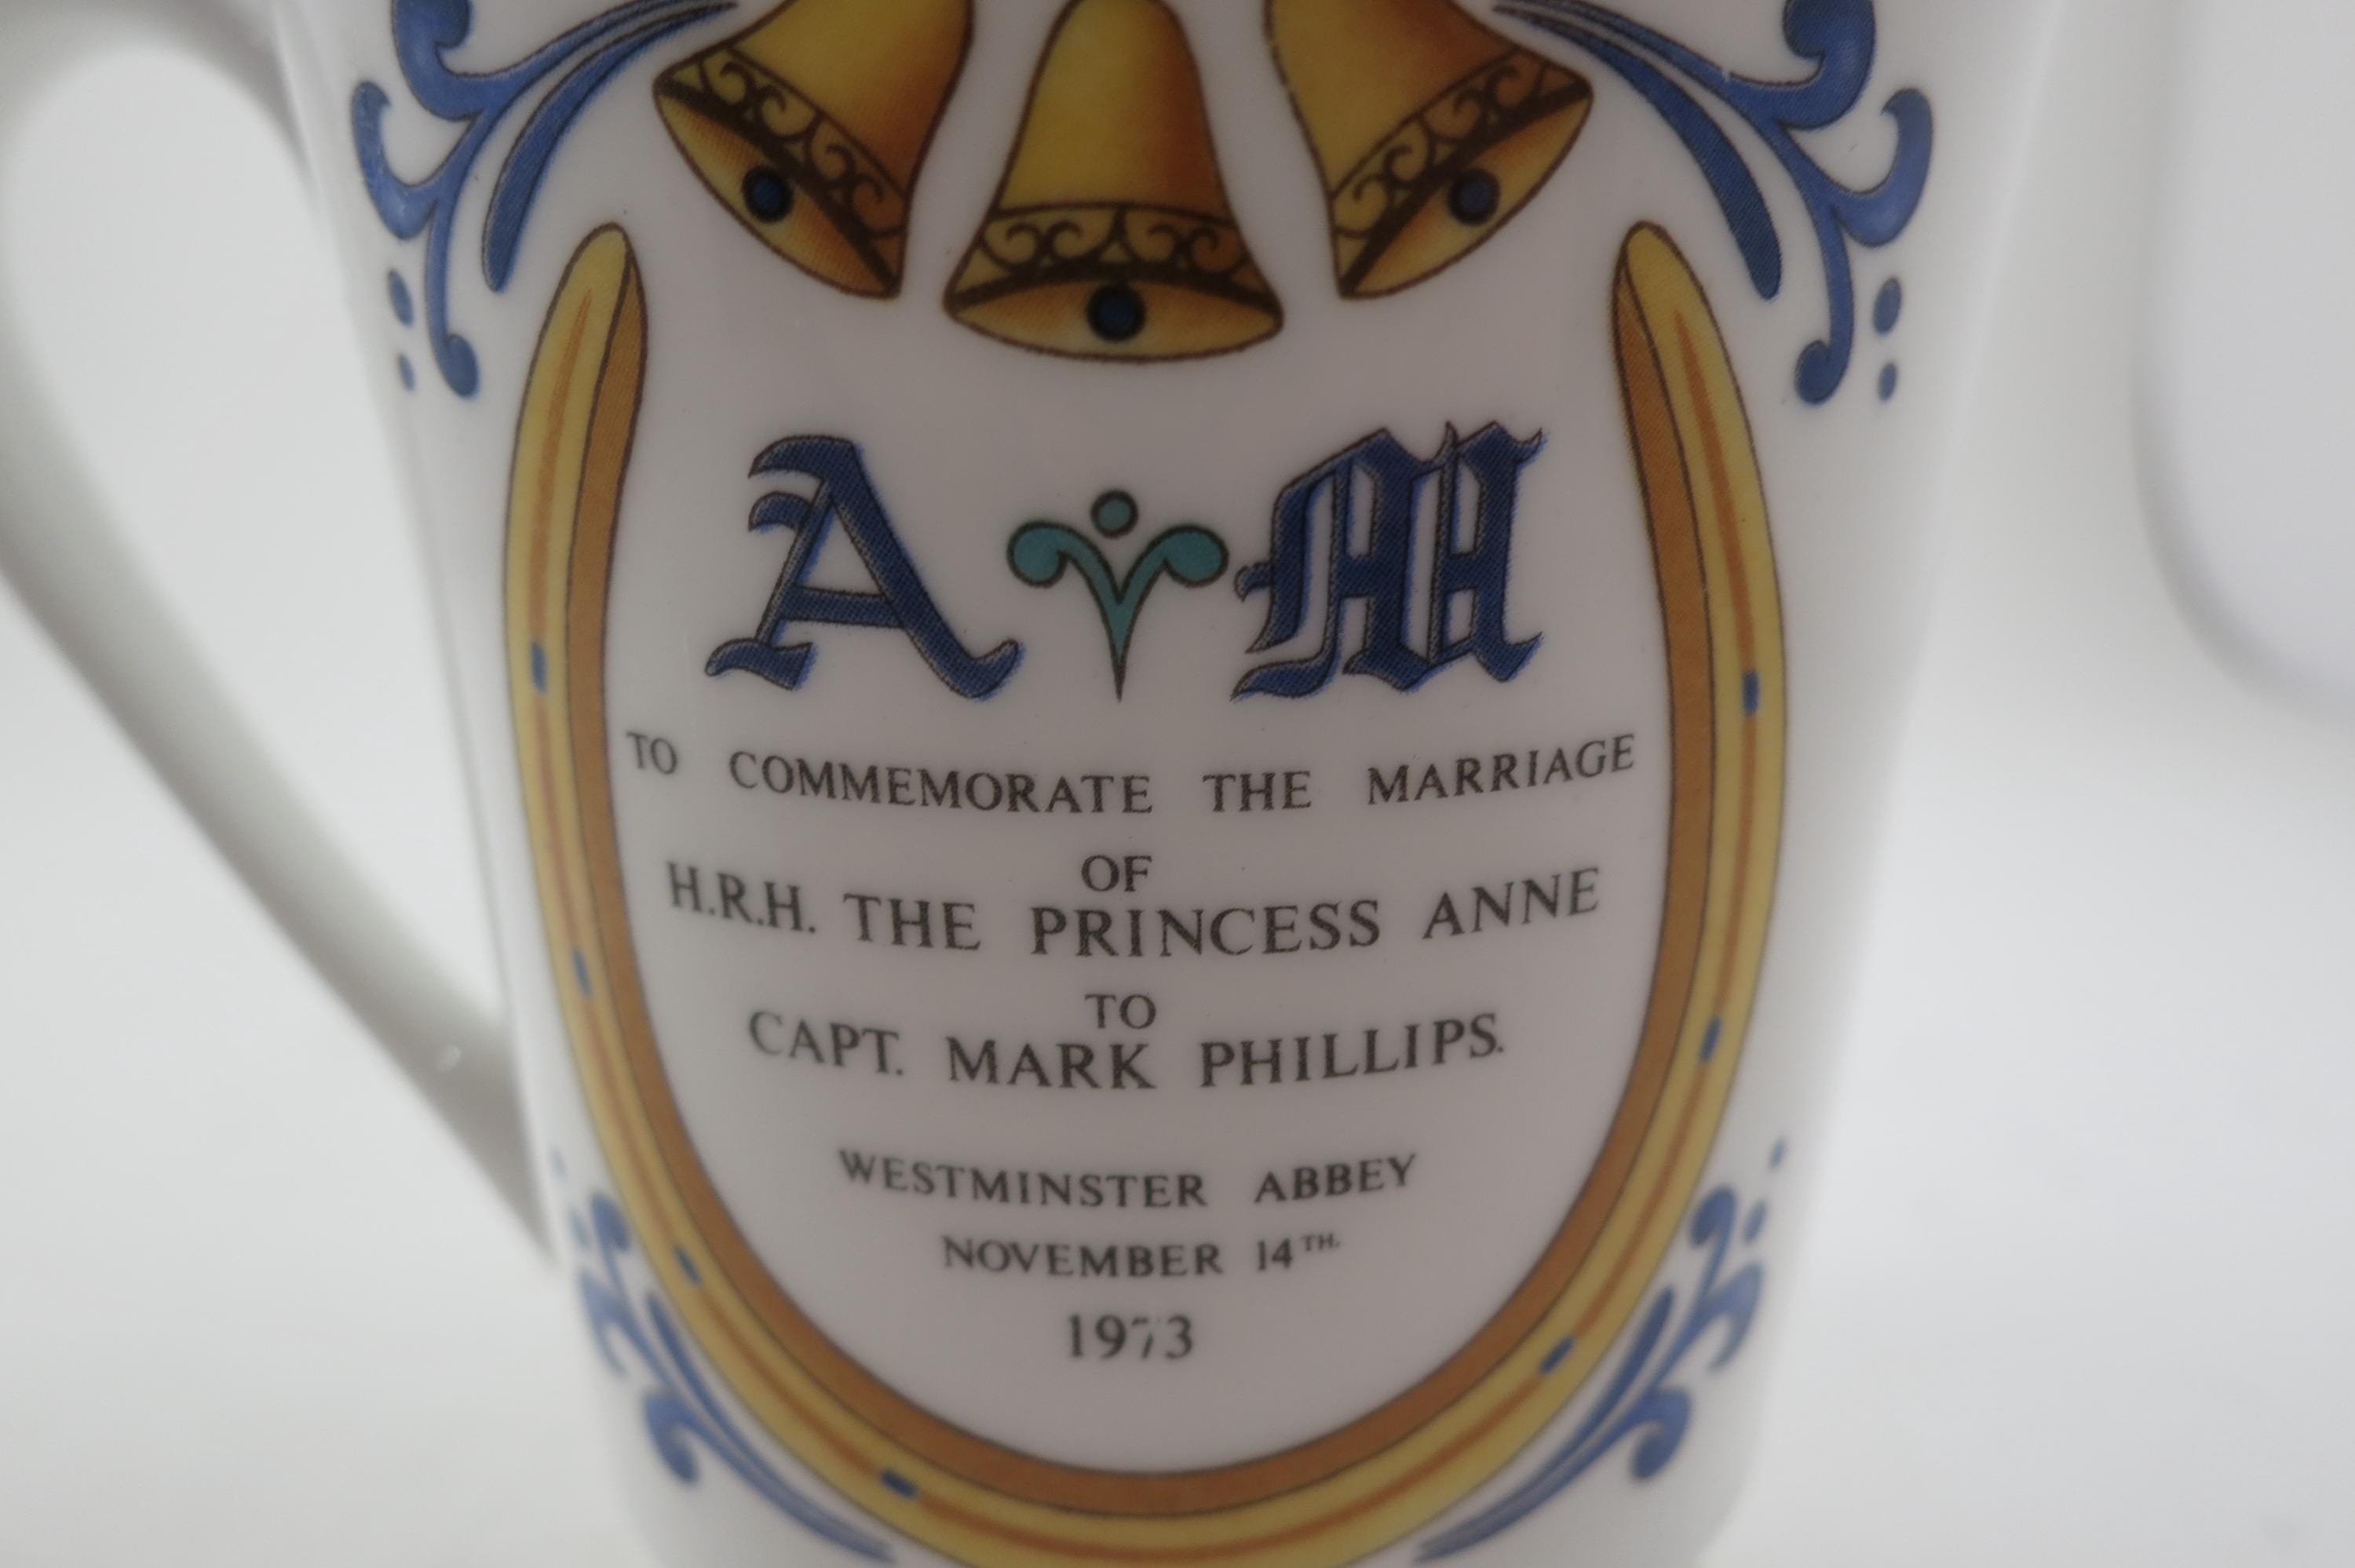 A M
TO COMMEMORATE THE MARRIAGE
OF
H.R.H. THE PRINCESS ANNE
TO
CAPT. MARK PHILLIPS.
WESTMINSTER ABBEY
NOVEMBER 14TH.
1973